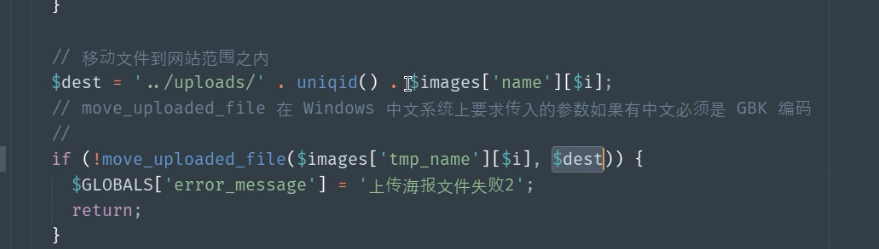 }
// 移动文件到网站范围之内
$dest = '../uploads/' . uniqid() . $images['name'][$i];
// move_uploaded_file 在 Windows 中文系统上要求传入的参数如果有中文必须是 GBK 编码
//
if (!move_uploaded_file($images['tmp_name'][$i], $dest)) {
$GLOBALS['error_message'] = '上传海报文件失败2';
return;
}